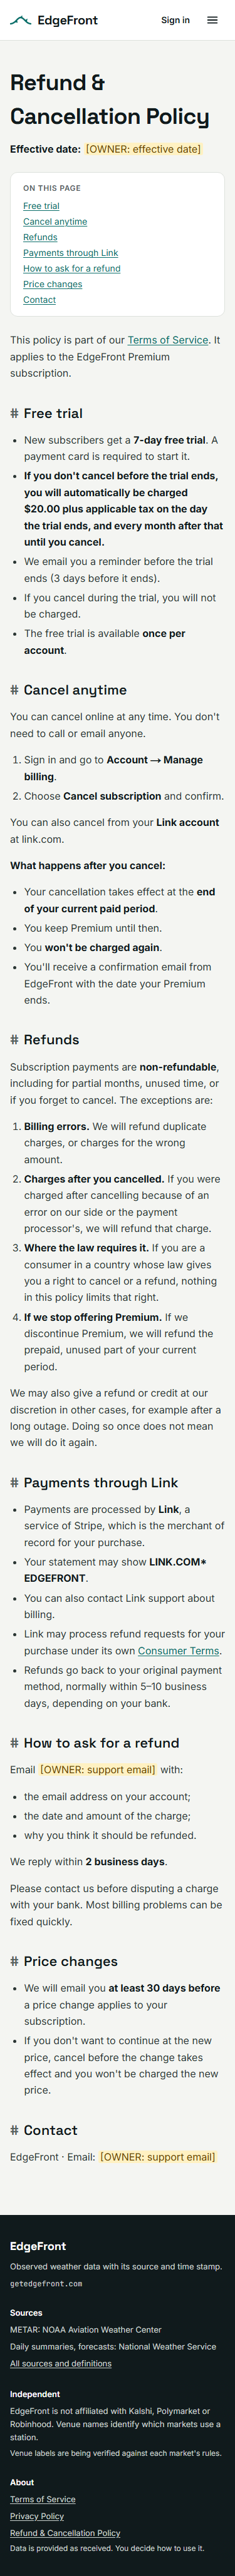 EdgeFront
Sign in
Refund &
Cancellation Policy
Effective date: [OWNER: effective date]
ON THIS PAGE
Free trial
Cancel anytime
Refunds
Payments through Link
How to ask for a refund
Price changes
Contact
This policy is part of our Terms of Service. It
applies to the EdgeFront Premium
subscription.
# Free trial
• New subscribers get a 7-day free trial. A
payment card is required to start it.
• If you don't cancel before the trial ends,
you will automatically be charged
$20.00 plus applicable tax on the day
the trial ends, and every month after that
until you cancel.
• We email you a reminder before the trial
ends (3 days before it ends).
• If you cancel during the trial, you will not
be charged.
• The free trial is available once per
account.
# Cancel anytime
You can cancel online at any time. You don't
need to call or email anyone.
1. Sign in and go to Account → Manage
billing.
2. Choose Cancel subscription and confirm.
You can also cancel from your Link account
at link.com.
What happens after you cancel:
• Your cancellation takes effect at the end
of your current paid period.
• You keep Premium until then.
• You won't be charged again.
• You'll receive a confirmation email from
EdgeFront with the date your Premium
ends.
# Refunds
Subscription payments are non-refundable,
including for partial months, unused time, or
if you forget to cancel. The exceptions are:
1. Billing errors. We will refund duplicate
charges, or charges for the wrong
amount.
2. Charges after you cancelled. If you were
charged after cancelling because of an
error on our side or the payment
processor's, we will refund that charge.
3. Where the law requires it. If you are a
consumer in a country whose law gives
you a right to cancel or a refund, nothing
in this policy limits that right.
4. If we stop offering Premium. If we
discontinue Premium, we will refund the
prepaid, unused part of your current
period.
We may also give a refund or credit at our
discretion in other cases, for example after a
long outage. Doing so once does not mean
we will do it again.
# Payments through Link
• Payments are processed by Link, a
service of Stripe, which is the merchant of
record for your purchase.
• Your statement may show LINK.COM*
EDGEFRONT.
• You can also contact Link support about
billing.
• Link may process refund requests for your
purchase under its own Consumer Terms.
• Refunds go back to your original payment
method, normally within 5–10 business
days, depending on your bank.
# How to ask for a refund
Email [OWNER: support email] with:
• the email address on your account;
• the date and amount of the charge;
• why you think it should be refunded.
We reply within 2 business days.
Please contact us before disputing a charge
with your bank. Most billing problems can be
fixed quickly.
# Price changes
• We will email you at least 30 days before
a price change applies to your
subscription.
• If you don't want to continue at the new
price, cancel before the change takes
effect and you won't be charged the new
price.
# Contact
EdgeFront · Email: [OWNER: support email]
EdgeFront
Observed weather data with its source and time stamp.
getedgefront.com
Sources
METAR: NOAA Aviation Weather Center
Daily summaries, forecasts: National Weather Service
All sources and definitions
Independent
EdgeFront is not affiliated with Kalshi, Polymarket or
Robinhood. Venue names identify which markets use a
station.
Venue labels are being verified against each market's rules.
About
Terms of Service
Privacy Policy
Refund & Cancellation Policy
Data is provided as received. You decide how to use it.